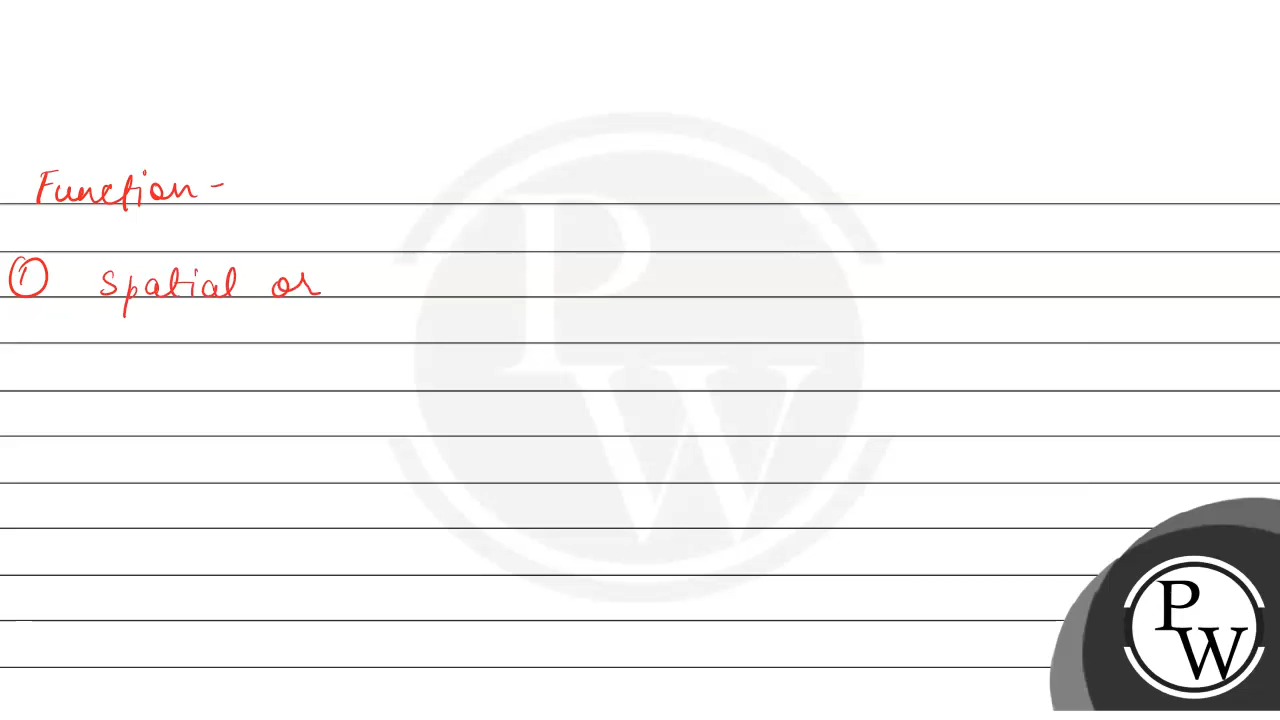 Function -
① spatial or
P
W
P
W